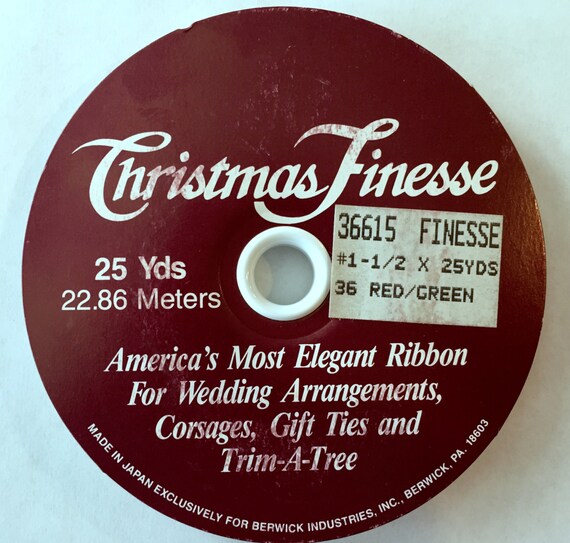 Christmas Finesse
25 Yds
22.86 Meters
36615 FINESSE
#1-1/2 X 25YDS
36 RED/GREEN
America's Most Elegant Ribbon
For Wedding Arrangements,
Corsages, Gift Ties and
Trim-A-Tree
MADE IN JAPAN EXCLUSIVELY FOR BERWICK INDUSTRIES, INC., BERWICK, PA. 18603